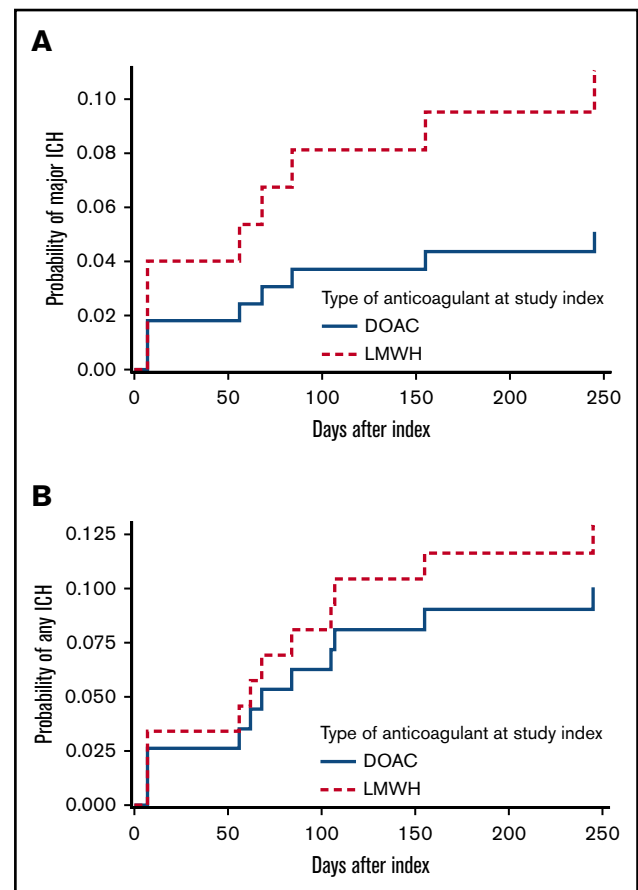 A
Probability of major ICH
0.10
0.08
0.06
0.04
0.02
0.00
Type of anticoagulant at study index
DOAC
LMWH
0 50 100 150 200 250
Days after index
B
Probability of any ICH
0.125
0.100
0.075
0.050
0.025
0.000
Type of anticoagulant at study index
DOAC
LMWH
0 50 100 150 200 250
Days after index